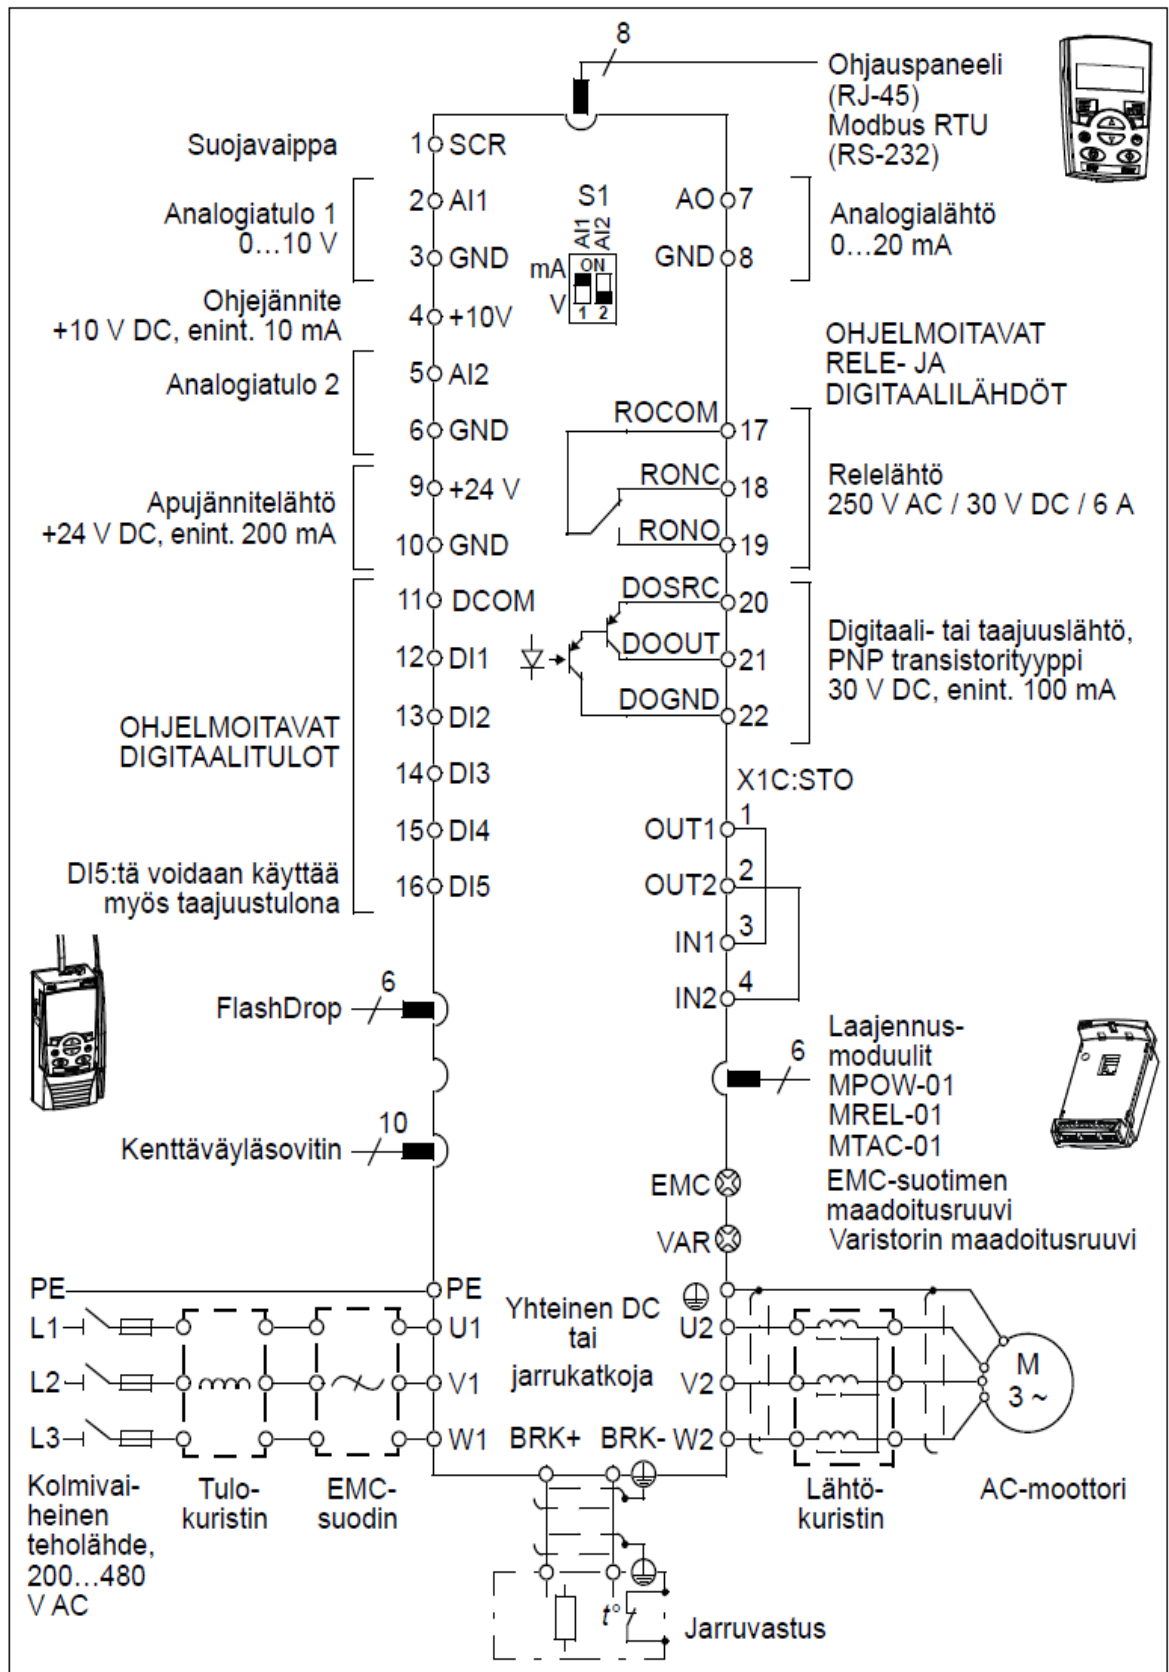 8
Ohjauspaneeli
(RJ-45)
Modbus RTU
(RS-232)
Suojavaippa
1 SCR
Analogiatulo 1
0...10 V
2 AI1
3 GND
S1
AI1
AI2
mA
V
ON
1 2
AO 7
GND 8
Analogialähtö
0...20 mA
Ohjejännite
+10 V DC, enint. 10 mA
4 +10V
Analogiatulo 2
5 AI2
6 GND
OHJELMOITAVAT
RELE- JA
DIGITAALILÄHDÖT
Apujännitelähtö
+24 V DC, enint. 200 mA
9 +24 V
10 GND
ROCOM 17
RONC 18
RONO 19
Relelähtö
250 V AC / 30 V DC / 6 A
11 DCOM
12 DI1
13 DI2
14 DI3
15 DI4
16 DI5
OHJELMOITAVAT
DIGITAALITULOT
DI5:tä voidaan käyttää
myös taajuustulona
DOSRC 20
DOOUT 21
DOGND 22
Digitaali- tai taajuuslähtö,
PNP transistorityyppi
30 V DC, enint. 100 mA
X1C:STO
OUT1 1
OUT2 2
IN1 3
IN2 4
FlashDrop
6
Kenttäväyläsovitin
10
6
Laajennus-
moduulit
MPOW-01
MREL-01
MTAC-01
EMC
EMC-suotimen
maadoitusruuvi
VAR
Varistorin maadoitusruuvi
PE
PE
L1
U1
L2
V1
L3
W1
Yhteinen DC
tai
jarrukatkoja
BRK+ BRK-
U2
V2
W2
M
3 ~
Kolmivai-
heinen
teholähde,
200...480
V AC
Tulo-
kuristin
EMC-
suodin
Lähtö-
kuristin
AC-moottori
t°
Jarruvastus